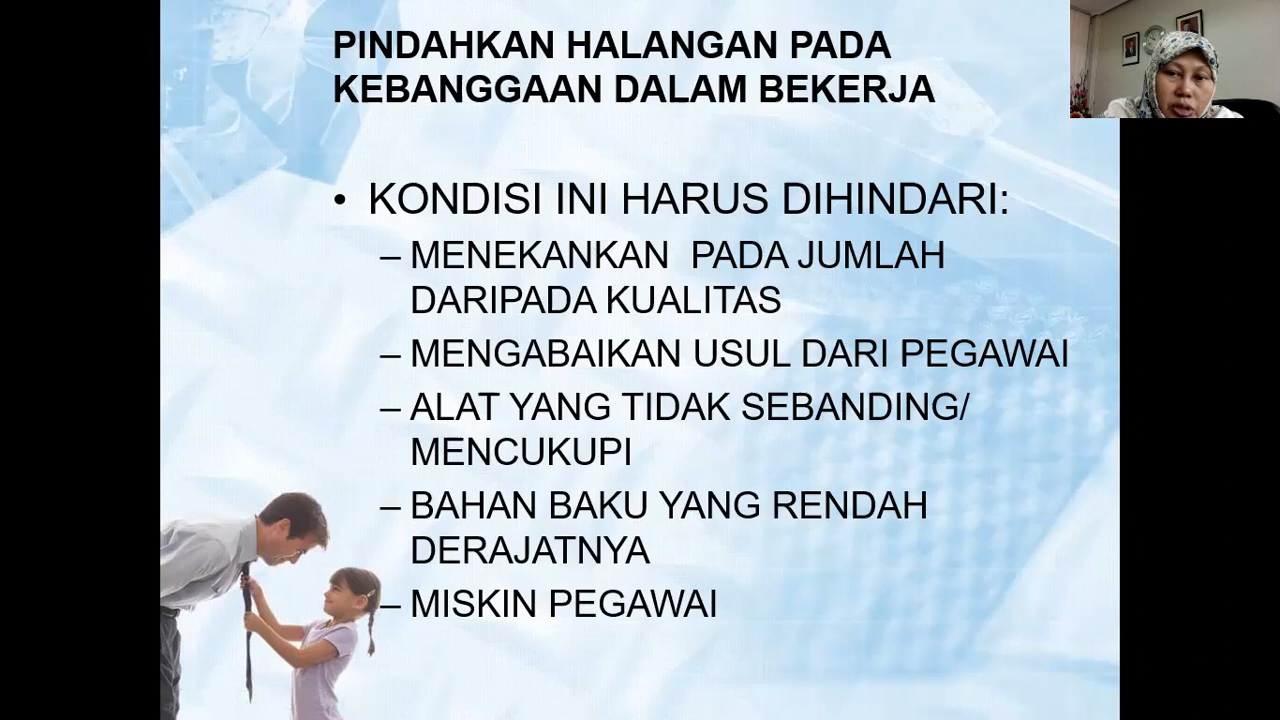 PINDAHKAN HALANGAN PADA
KEBANGGAAN DALAM BEKERJA
• KONDISI INI HARUS DIHINDARI:
– MENEKANKAN PADA JUMLAH
DARIPADA KUALITAS
– MENGABAIKAN USUL DARI PEGAWAI
– ALAT YANG TIDAK SEBANDING/
MENCUKUPI
– BAHAN BAKU YANG RENDAH
DERAJATNYA
– MISKIN PEGAWAI